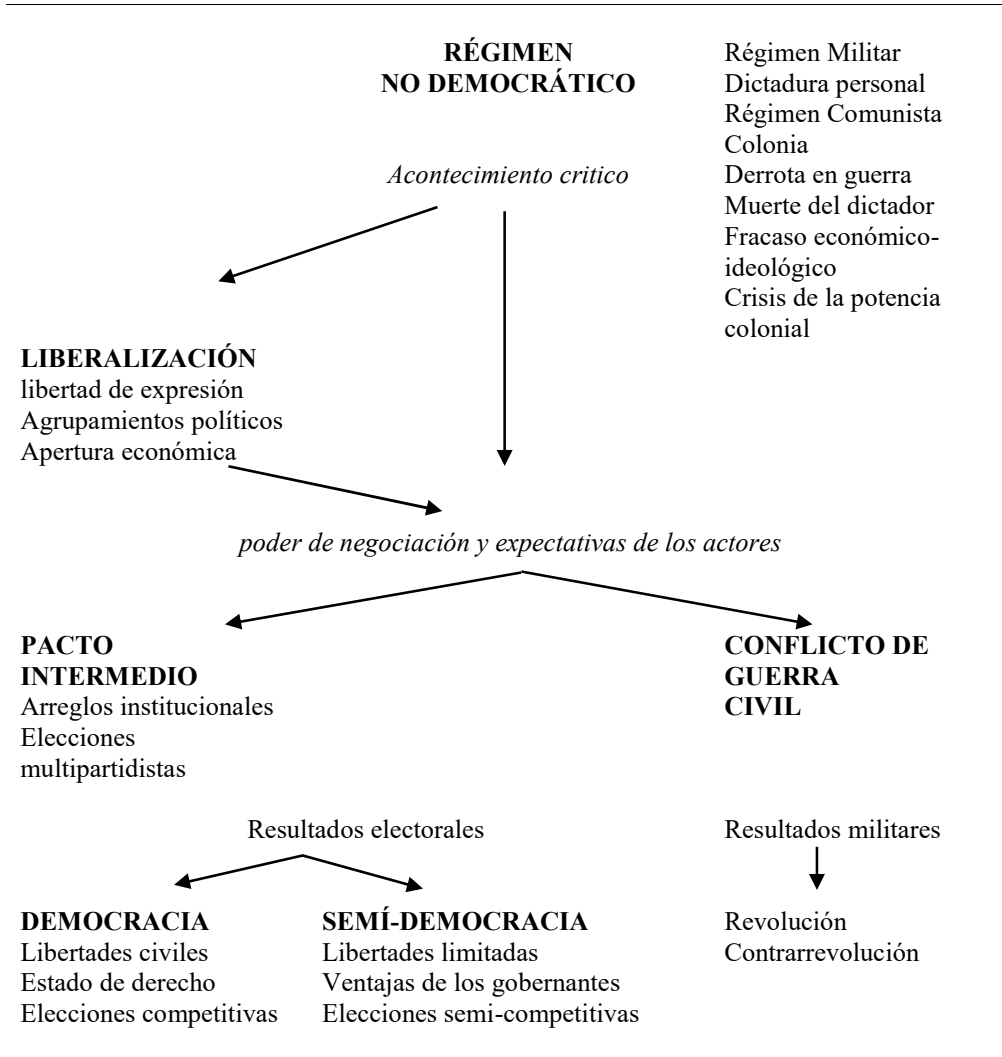 RÉGIMEN
NO DEMOCRÁTICO
Régimen Militar
Dictadura personal
Régimen Comunista
Colonia
Derrota en guerra
Muerte del dictador
Fracaso económico-
ideológico
Crisis de la potencia
colonial
Acontecimiento critico
LIBERALIZACIÓN
libertad de expresión
Agrupamientos políticos
Apertura económica
poder de negociación y expectativas de los actores
PACTO
INTERMEDIO
Arreglos institucionales
Elecciones
multipartidistas
CONFLICTO DE
GUERRA
CIVIL
Resultados electorales
Resultados militares
DEMOCRACIA
Libertades civiles
Estado de derecho
Elecciones competitivas
SEMÍ-DEMOCRACIA
Libertades limitadas
Ventajas de los gobernantes
Elecciones semi-competitivas
Revolución
Contrarrevolución